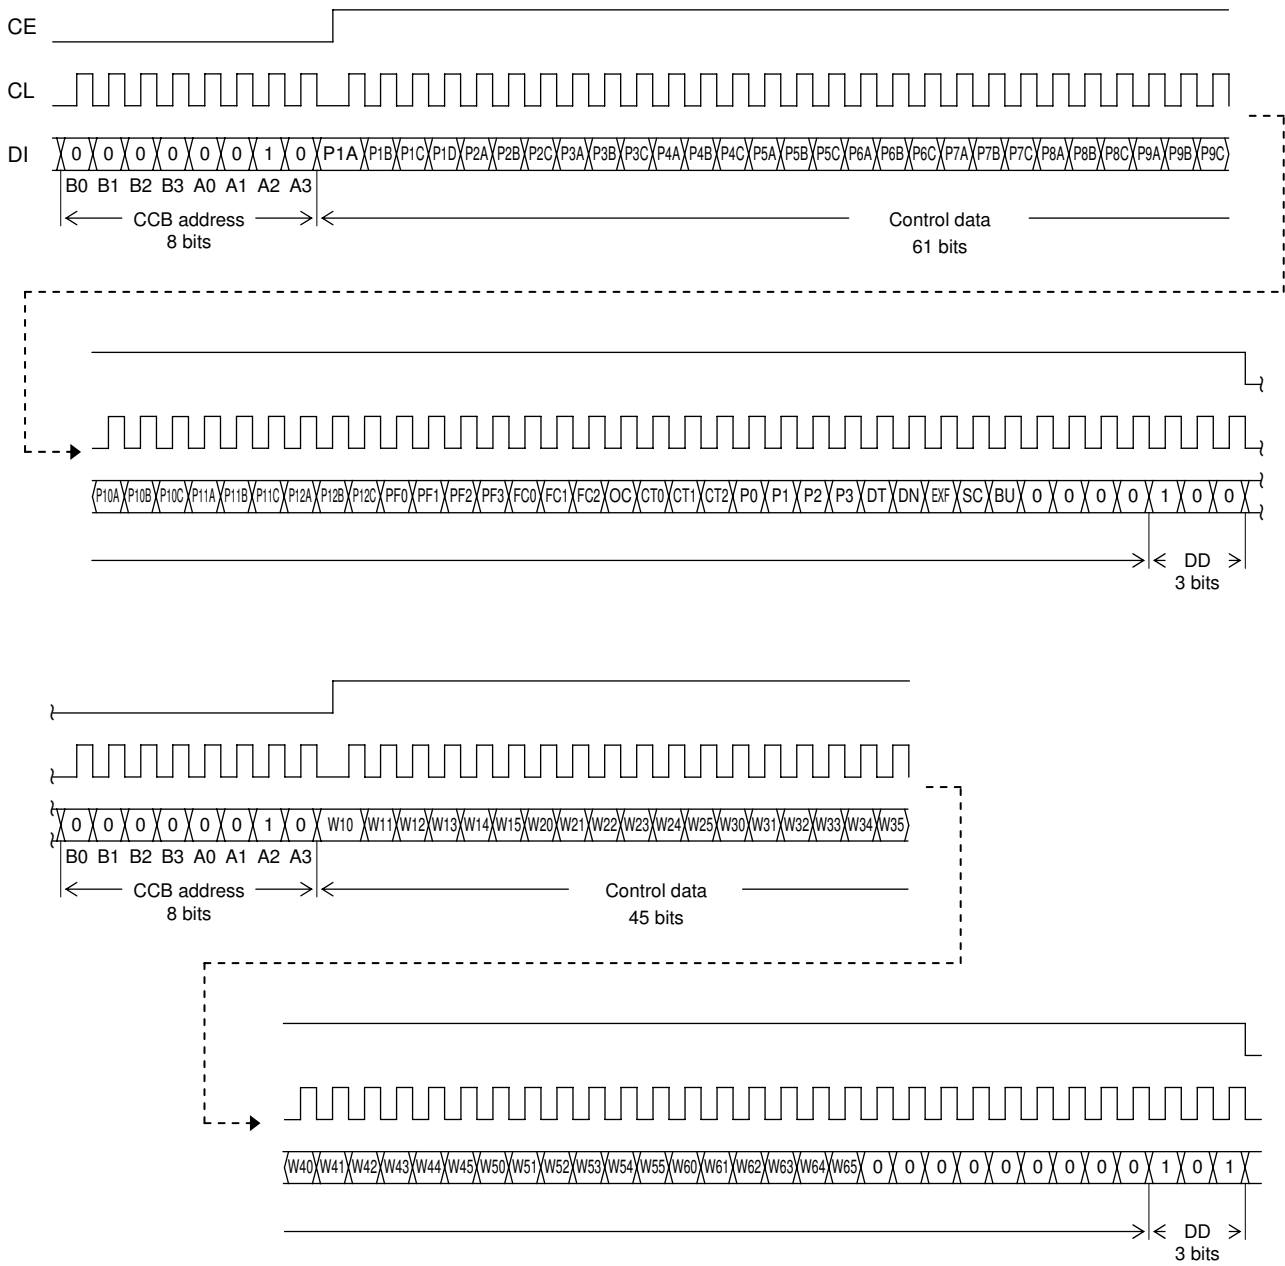 CE
CL
DI 0 0 0 0 0 0 1 0 P1A P1B P1C P1D P2A P2B P2C P3A P3B P3C P4A P4B P4C P5A P5B P5C P6A P6B P6C P7A P7B P7C P8A P8B P8C P9A P9B P9C
B0 B1 B2 B3 A0 A1 A2 A3
CCB address Control data
8 bits 61 bits
P10A P10B P10C P11A P11B P11C P12A P12B P12C PF0 PF1 PF2 PF3 FC0 FC1 FC2 OC CT0 CT1 CT2 P0 P1 P2 P3 DT DN EXF SC BU 0 0 0 0 1 0 0
DD
3 bits
0 0 0 0 0 0 1 0 W10 W11 W12 W13 W14 W15 W20 W21 W22 W23 W24 W25 W30 W31 W32 W33 W34 W35
B0 B1 B2 B3 A0 A1 A2 A3
CCB address Control data
8 bits 45 bits
W40 W41 W42 W43 W44 W45 W50 W51 W52 W53 W54 W55 W60 W61 W62 W63 W64 W65 0 0 0 0 0 0 0 0 0 1 0 1
DD
3 bits